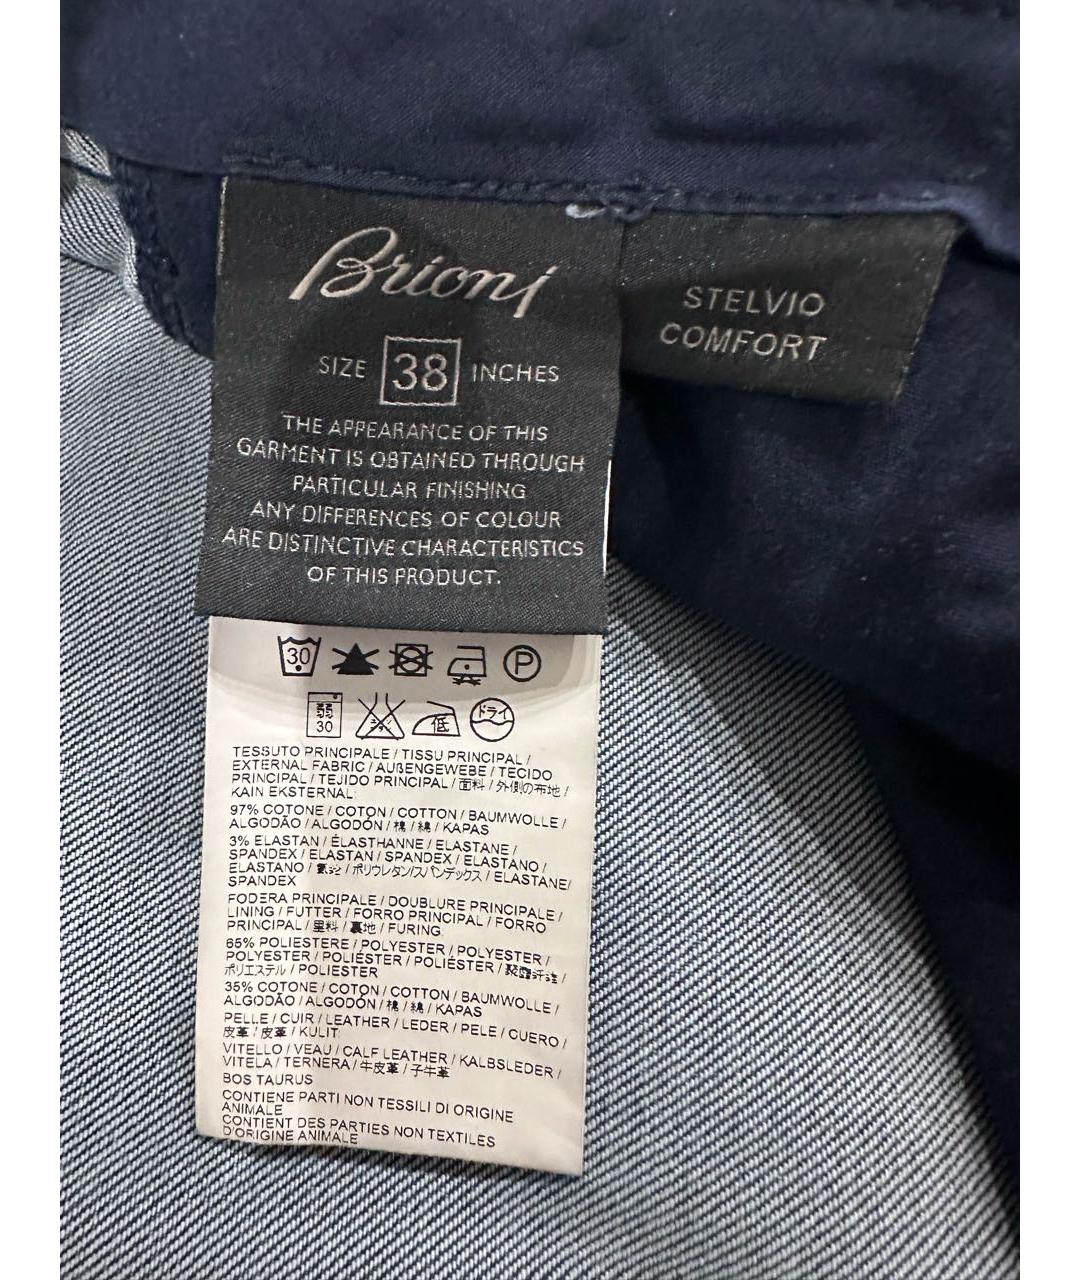 Brioni
SIZE 38 INCHES
THE APPEARANCE OF THIS
GARMENT IS OBTAINED THROUGH
PARTICULAR FINISHING
ANY DIFFERENCES OF COLOUR
ARE DISTINCTIVE CHARACTERISTICS
OF THIS PRODUCT.
STELVIO
COMFORT
30 P
弱 30 低 ドライ
TESSUTO PRINCIPALE / TISSU PRINCIPAL /
EXTERNAL FABRIC / AUßENGEWEBE / TECIDO
PRINCIPAL / TEJIDO PRINCIPAL / 面料 / 外側の布地 /
KAIN EKSTERNAL
97% COTONE / COTON / COTTON / BAUMWOLLE /
ALGODÃO / ALGODÓN / 棉 / 綿 / KAPAS
3% ELASTAN / ÉLASTHANNE / ELASTANE /
SPANDEX / ELASTAN / SPANDEX / ELASTANO /
ELASTANO / ポリウレタン/スパンデックス / ELASTANE/
SPANDEX
FODERA PRINCIPALE / DOUBLURE PRINCIPALE /
LINING / FUTTER / FORRO PRINCIPAL / FORRO
PRINCIPAL / 里料 / 裏地 / FURING
65% POLIESTERE / POLYESTER / POLYESTER /
POLYESTER / POLIÉSTER / POLIÉSTER /
ポリエステル / POLIESTER
35% COTONE / COTON / COTTON / BAUMWOLLE /
ALGODÃO / ALGODÓN / 棉 / 綿 / KAPAS
PELLE / CUIR / LEATHER / LEDER / PELE / CUERO /
皮革 / 皮革 / KULIT
VITELLO / VEAU / CALF LEATHER / KALBSLEDER /
VITELA / TERNERA / 牛皮革 / 子牛革
BOS TAURUS
CONTIENE PARTI NON TESSILI DI ORIGINE
ANIMALE
CONTIENT DES PARTIES NON TEXTILES
D'ORIGINE ANIMALE